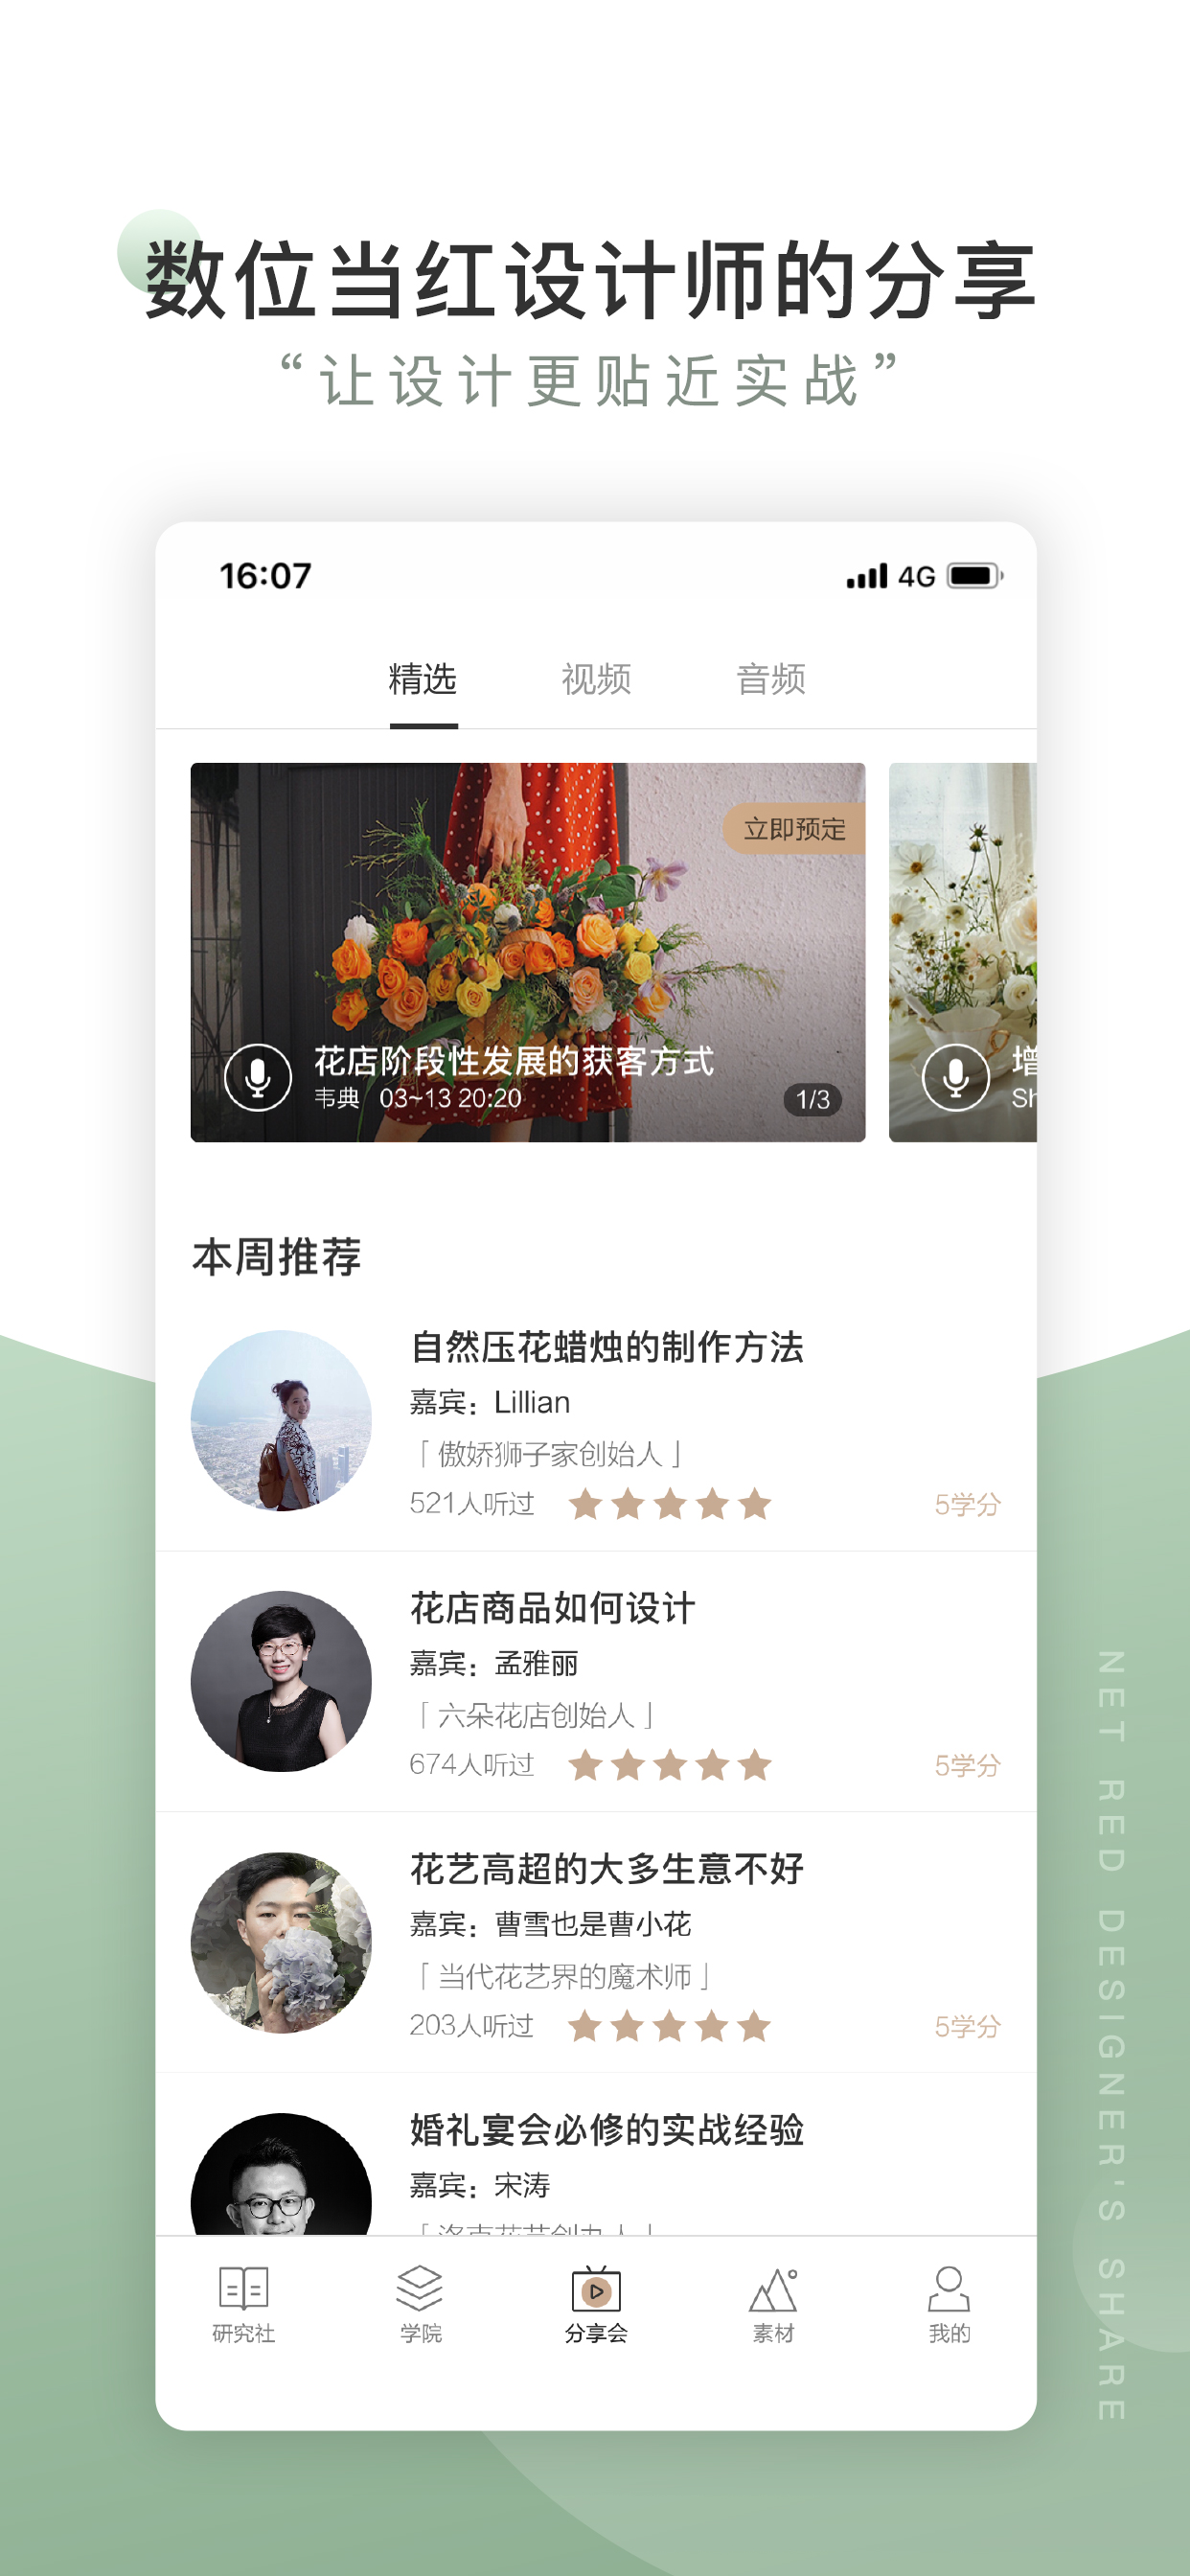 数位当红设计师的分享
“让设计更贴近实战”
16:07
4G
精选 视频 音频
立即预定
花店阶段性发展的获客方式
韦典 03~13 20:20
1/3
增
Sh
本周推荐
自然压花蜡烛的制作方法
嘉宾：Lillian
「傲娇狮子家创始人」
521人听过
5学分
花店商品如何设计
嘉宾：孟雅丽
「六朵花店创始人」
674人听过
5学分
花艺高超的大多生意不好
嘉宾：曹雪也是曹小花
「当代花艺界的魔术师」
203人听过
5学分
婚礼宴会必修的实战经验
嘉宾：宋涛
研究社 学院 分享会 素材 我的
NET RED DESIGNER'S SHARE